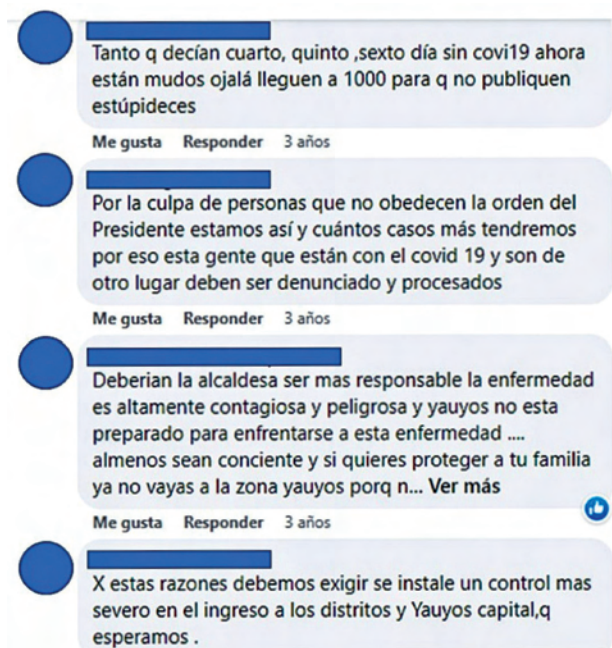 Tanto q decían cuarto, quinto ,sexto día sin covi19 ahora
están mudos ojalá lleguen a 1000 para q no publiquen
estúpideces
Me gusta Responder 3 años
Por la culpa de personas que no obedecen la orden del
Presidente estamos así y cuántos casos más tendremos
por eso esta gente que están con el covid 19 y son de
otro lugar deben ser denunciado y procesados
Me gusta Responder 3 años
Deberian la alcaldesa ser mas responsable la enfermedad
es altamente contagiosa y peligrosa y yauyos no esta
preparado para enfrentarse a esta enfermedad ....
almenos sean conciente y si quieres proteger a tu familia
ya no vayas a la zona yauyos porq n... Ver más
Me gusta Responder 3 años
X estas razones debemos exigir se instale un control mas
severo en el ingreso a los distritos y Yauyos capital,q
esperamos .